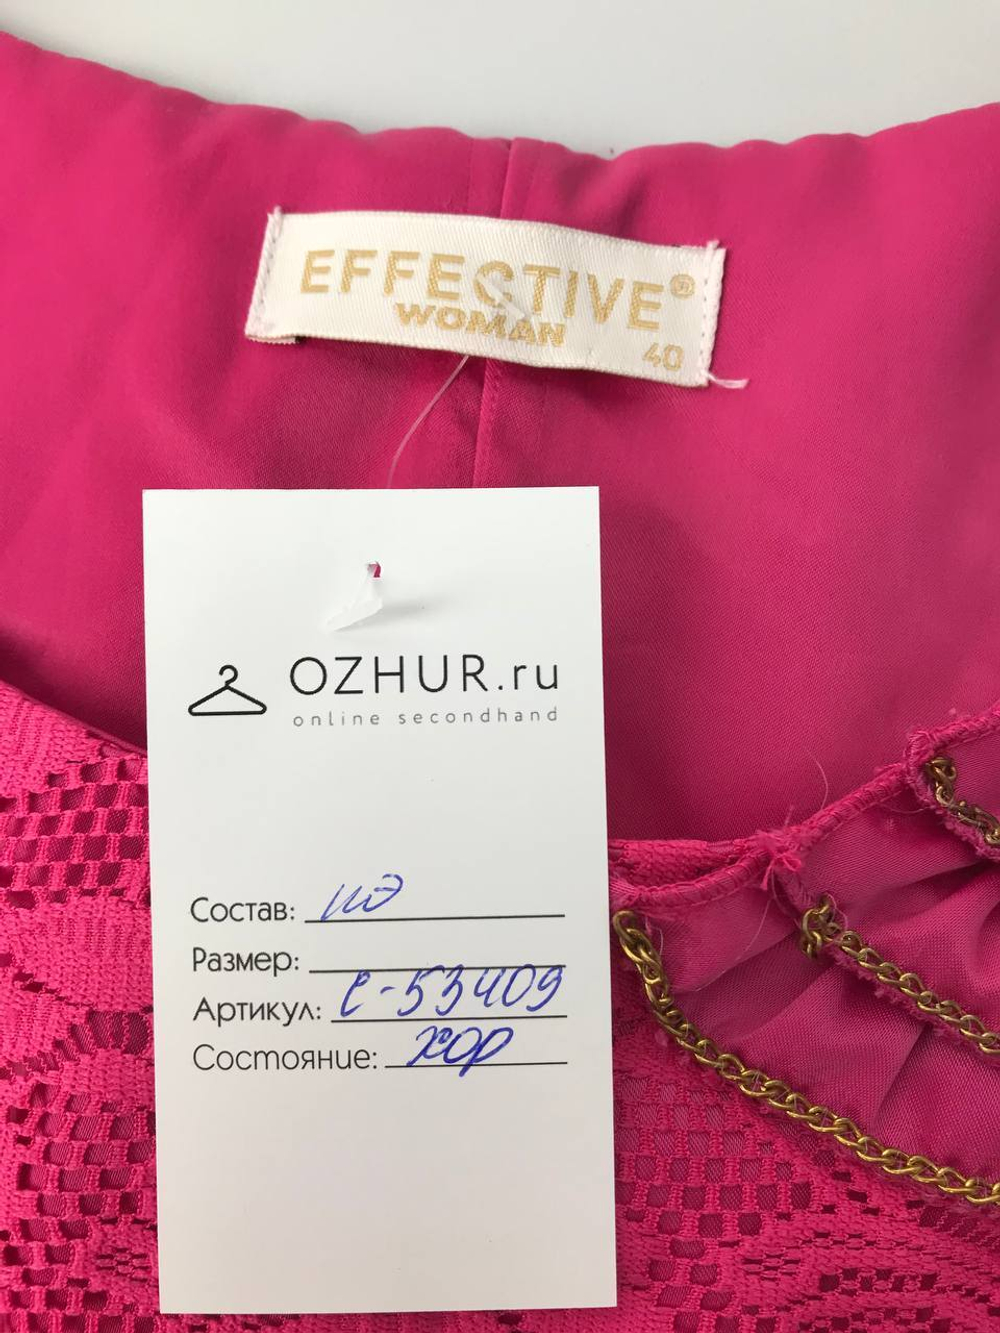 EFFECTIVE®
WOMAN
40
OZHUR.ru
online secondhand
Состав: пэ
Размер:
Артикул: е-53409
Состояние: хор